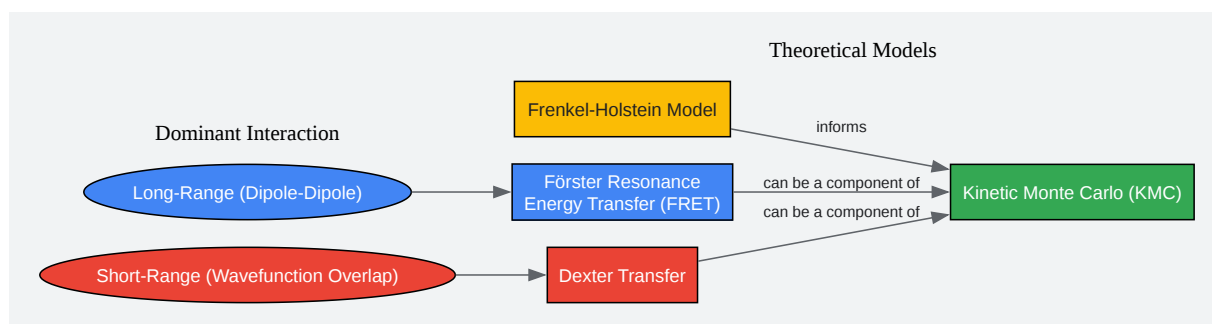 Theoretical Models
Frenkel-Holstein Model
Dominant Interaction
informs
Long-Range (Dipole-Dipole)
Förster Resonance
Energy Transfer (FRET)
can be a component of
Kinetic Monte Carlo (KMC)
can be a component of
Short-Range (Wavefunction Overlap)
Dexter Transfer